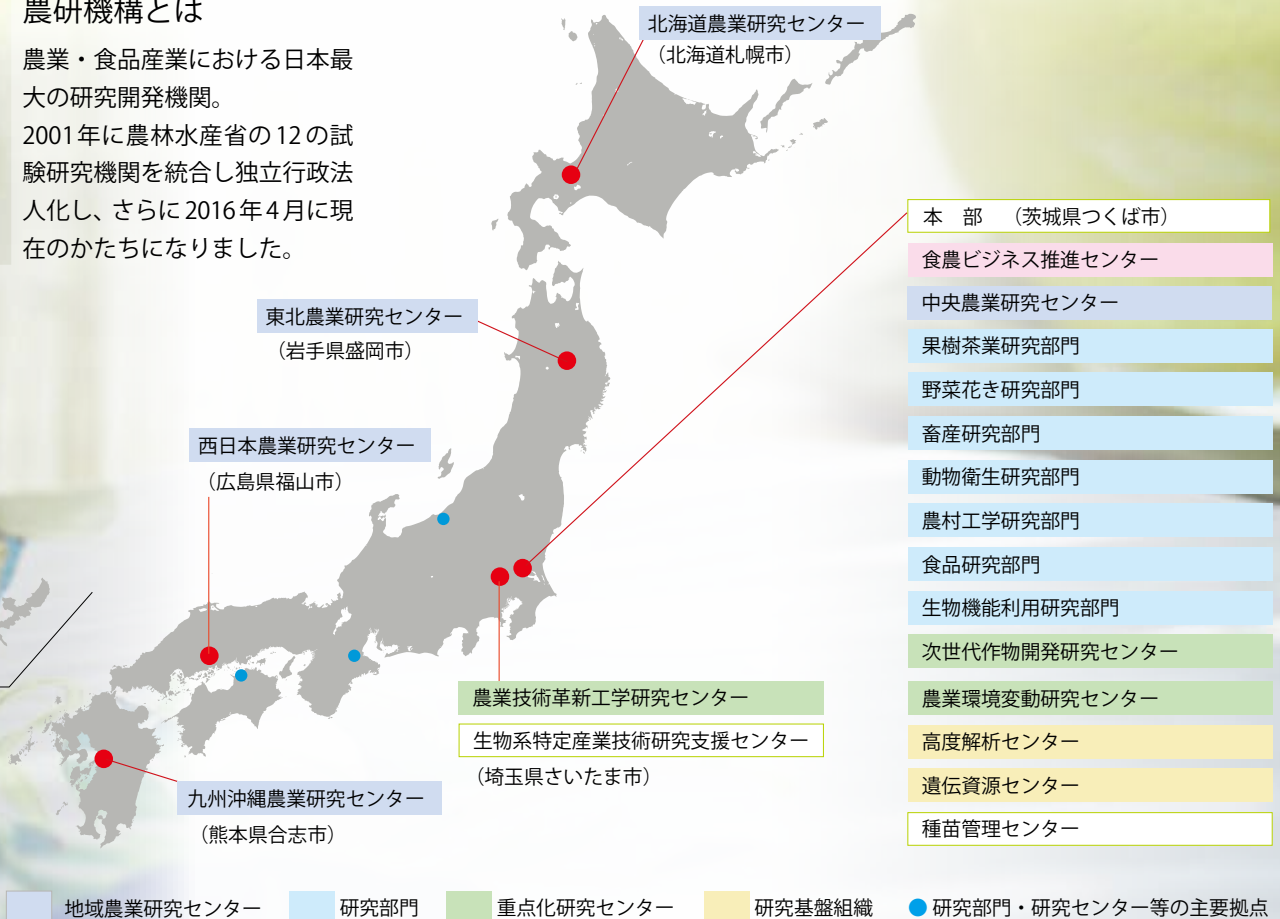 農研機構とは
農業・食品産業における日本最
大の研究開発機関。
2001年に農林水産省の12の試
験研究機関を統合し独立行政法
人化し、さらに2016年4月に現
在のかたちになりました。
北海道農業研究センター
（北海道札幌市）
東北農業研究センター
（岩手県盛岡市）
西日本農業研究センター
（広島県福山市）
九州沖縄農業研究センター
（熊本県合志市）
農業技術革新工学研究センター
生物系特定産業技術研究支援センター
（埼玉県さいたま市）
本　部　（茨城県つくば市）
食農ビジネス推進センター
中央農業研究センター
果樹茶業研究部門
野菜花き研究部門
畜産研究部門
動物衛生研究部門
農村工学研究部門
食品研究部門
生物機能利用研究部門
次世代作物開発研究センター
農業環境変動研究センター
高度解析センター
遺伝資源センター
種苗管理センター
地域農業研究センター　研究部門　重点化研究センター　研究基盤組織　●研究部門・研究センター等の主要拠点